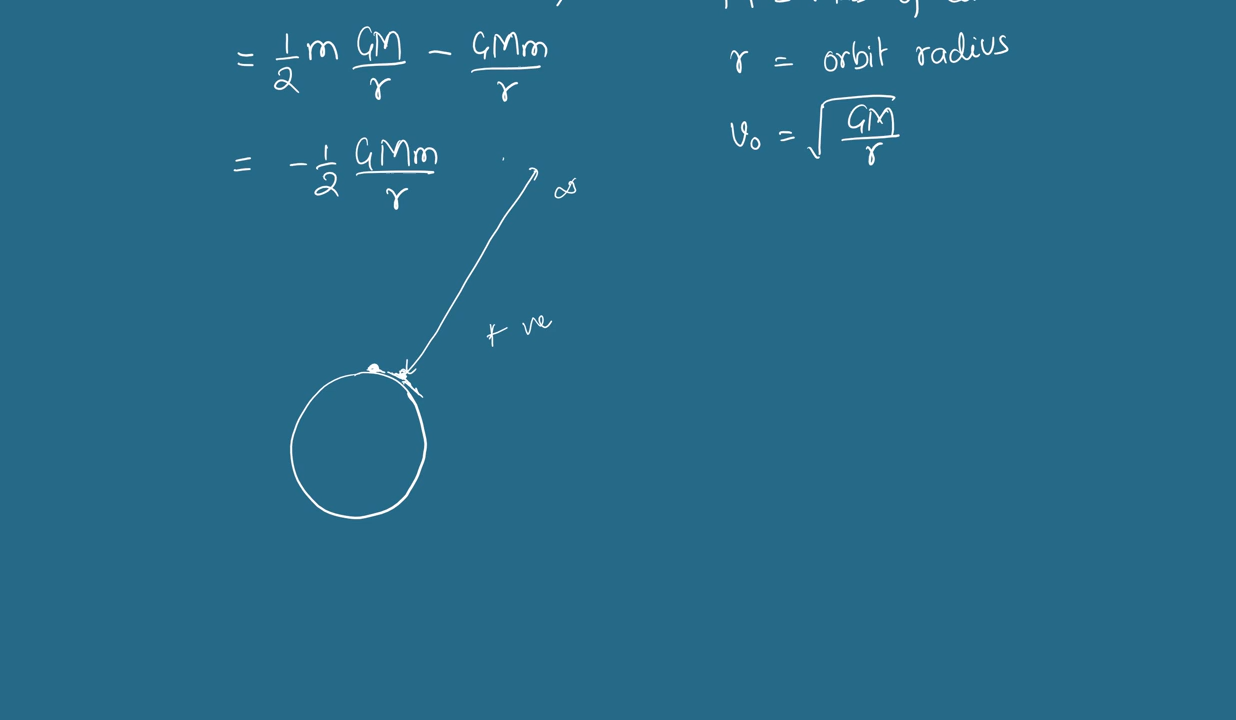 = 1/2 m GM/r - GMm/r
r = orbit radius
v₀ = √(GM/r)
= -1/2 GMm/r
∞
+ ve